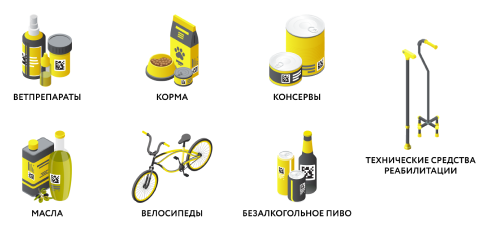 ВЕТПРЕПАРАТЫ
КОРМА
КОНСЕРВЫ
ТЕХНИЧЕСКИЕ СРЕДСТВА
РЕАБИЛИТАЦИИ
МАСЛА
ВЕЛОСИПЕДЫ
БЕЗАЛКОГОЛЬНОЕ ПИВО